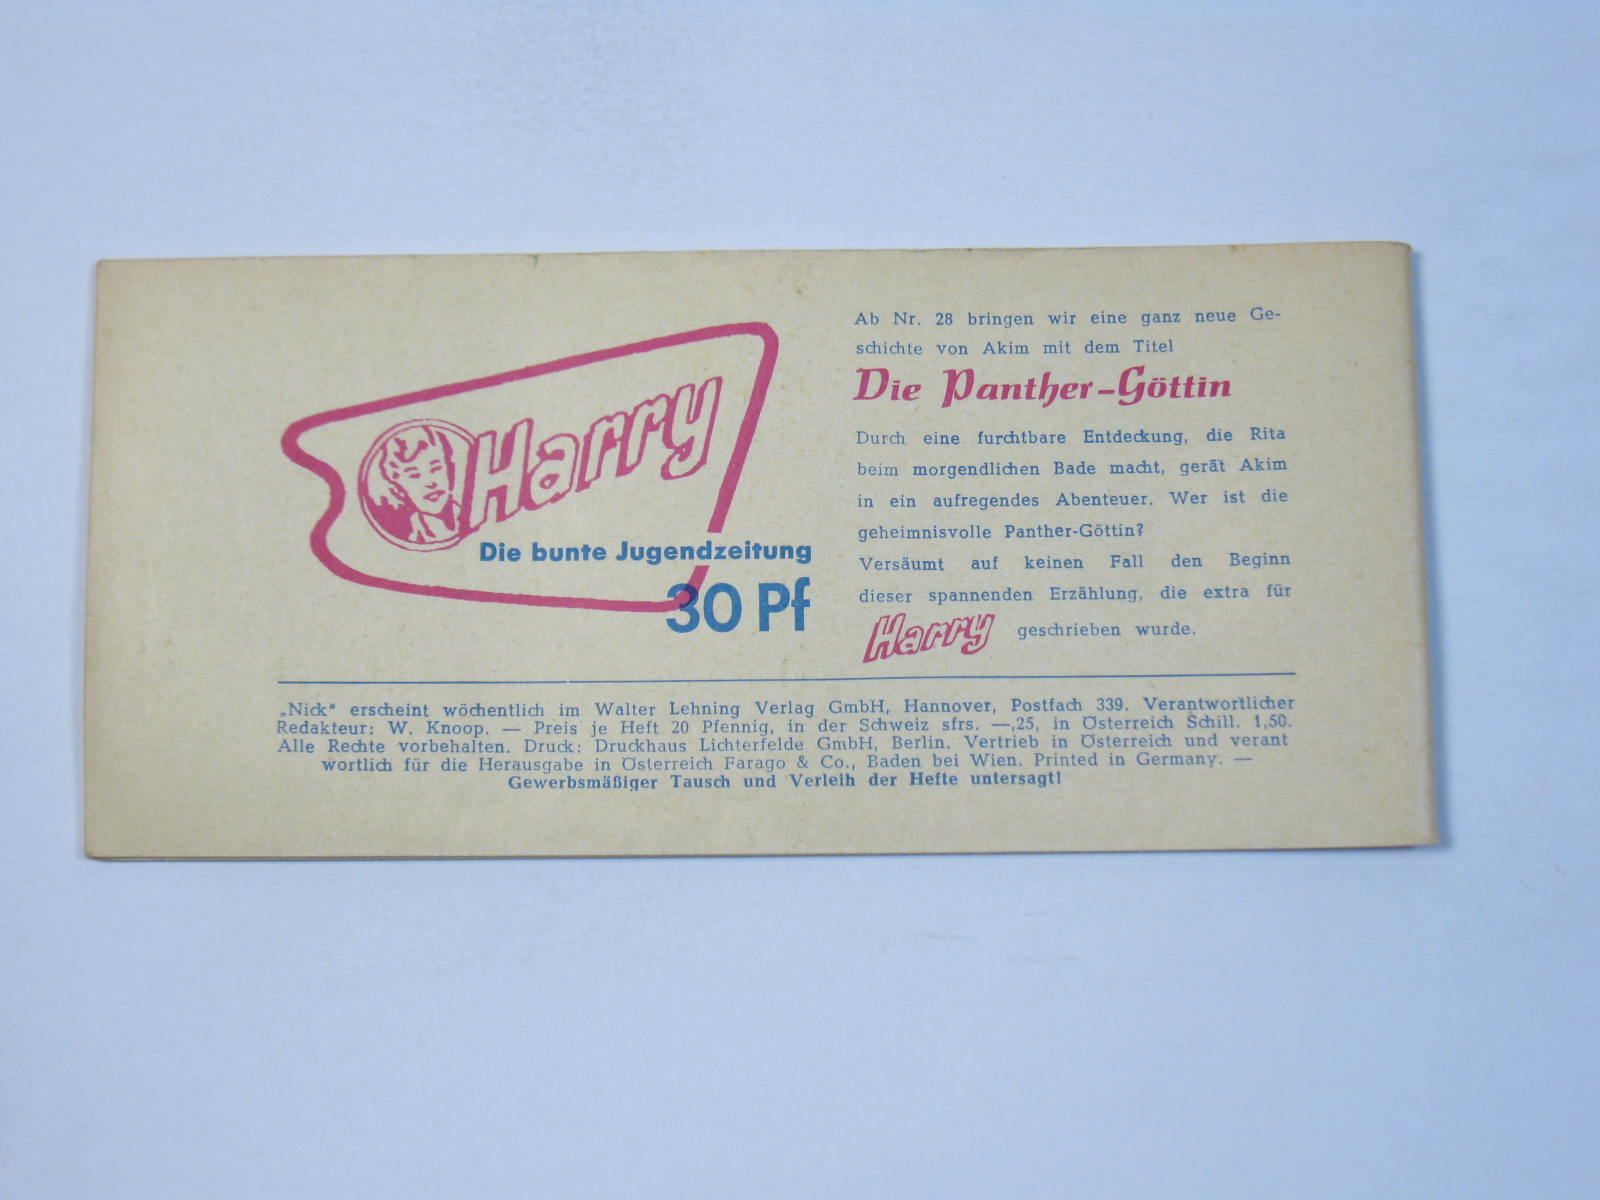 Harry
Die bunte Jugendzeitung
30 Pf
Ab Nr. 28 bringen wir eine ganz neue Ge-
schichte von Akim mit dem Titel
Die Panther-Göttin
Durch eine furchtbare Entdeckung, die Rita
beim morgendlichen Bade macht, gerät Akim
in ein aufregendes Abenteuer. Wer ist die
geheimnisvolle Panther-Göttin?
Versäumt auf keinen Fall den Beginn
dieser spannenden Erzählung, die extra für
Harry geschrieben wurde.
„Nick" erscheint wöchentlich im Walter Lehning Verlag GmbH, Hannover, Postfach 339. Verantwortlicher
Redakteur: W. Knoop. — Preis je Heft 20 Pfennig, in der Schweiz sfrs. —,25, in Österreich Schill. 1,50.
Alle Rechte vorbehalten. Druck: Druckhaus Lichterfelde GmbH, Berlin. Vertrieb in Österreich und verant
wortlich für die Herausgabe in Österreich Farago & Co., Baden bei Wien. Printed in Germany. —
Gewerbsmäßiger Tausch und Verleih der Hefte untersagt!